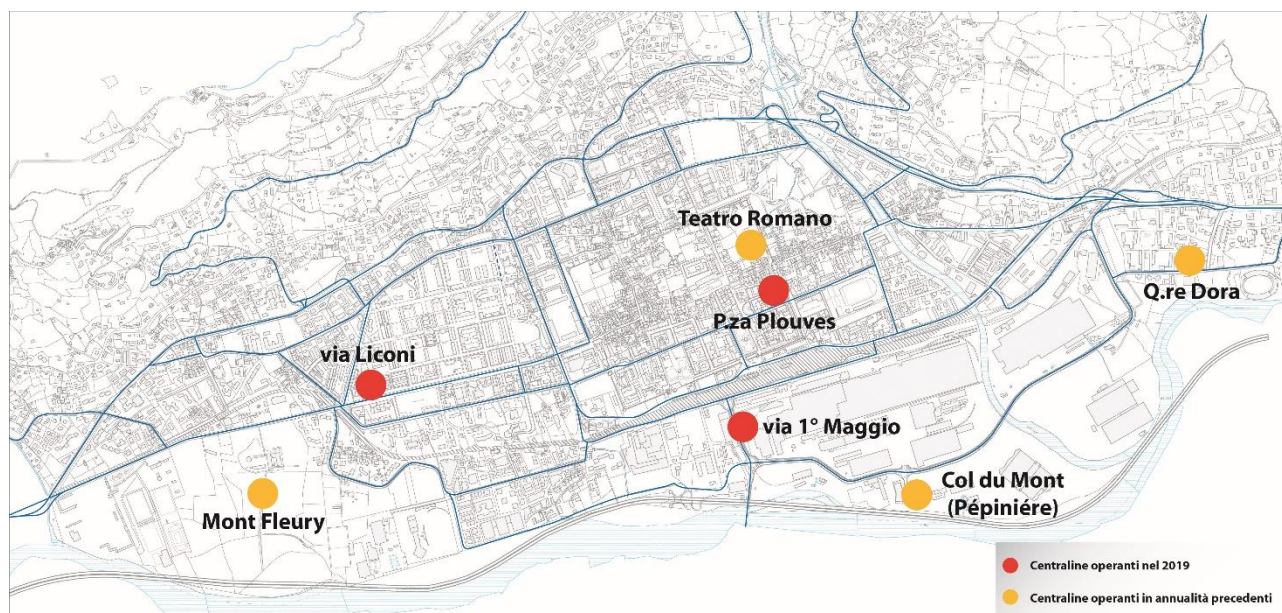 Teatro Romano
Q.re Dora
P.za Plouves
via Liconi
via 1° Maggio
Col du Mont
(Pépiniére)
Mont Fleury
Centraline operanti nel 2019
Centraline operanti in annualità precedenti